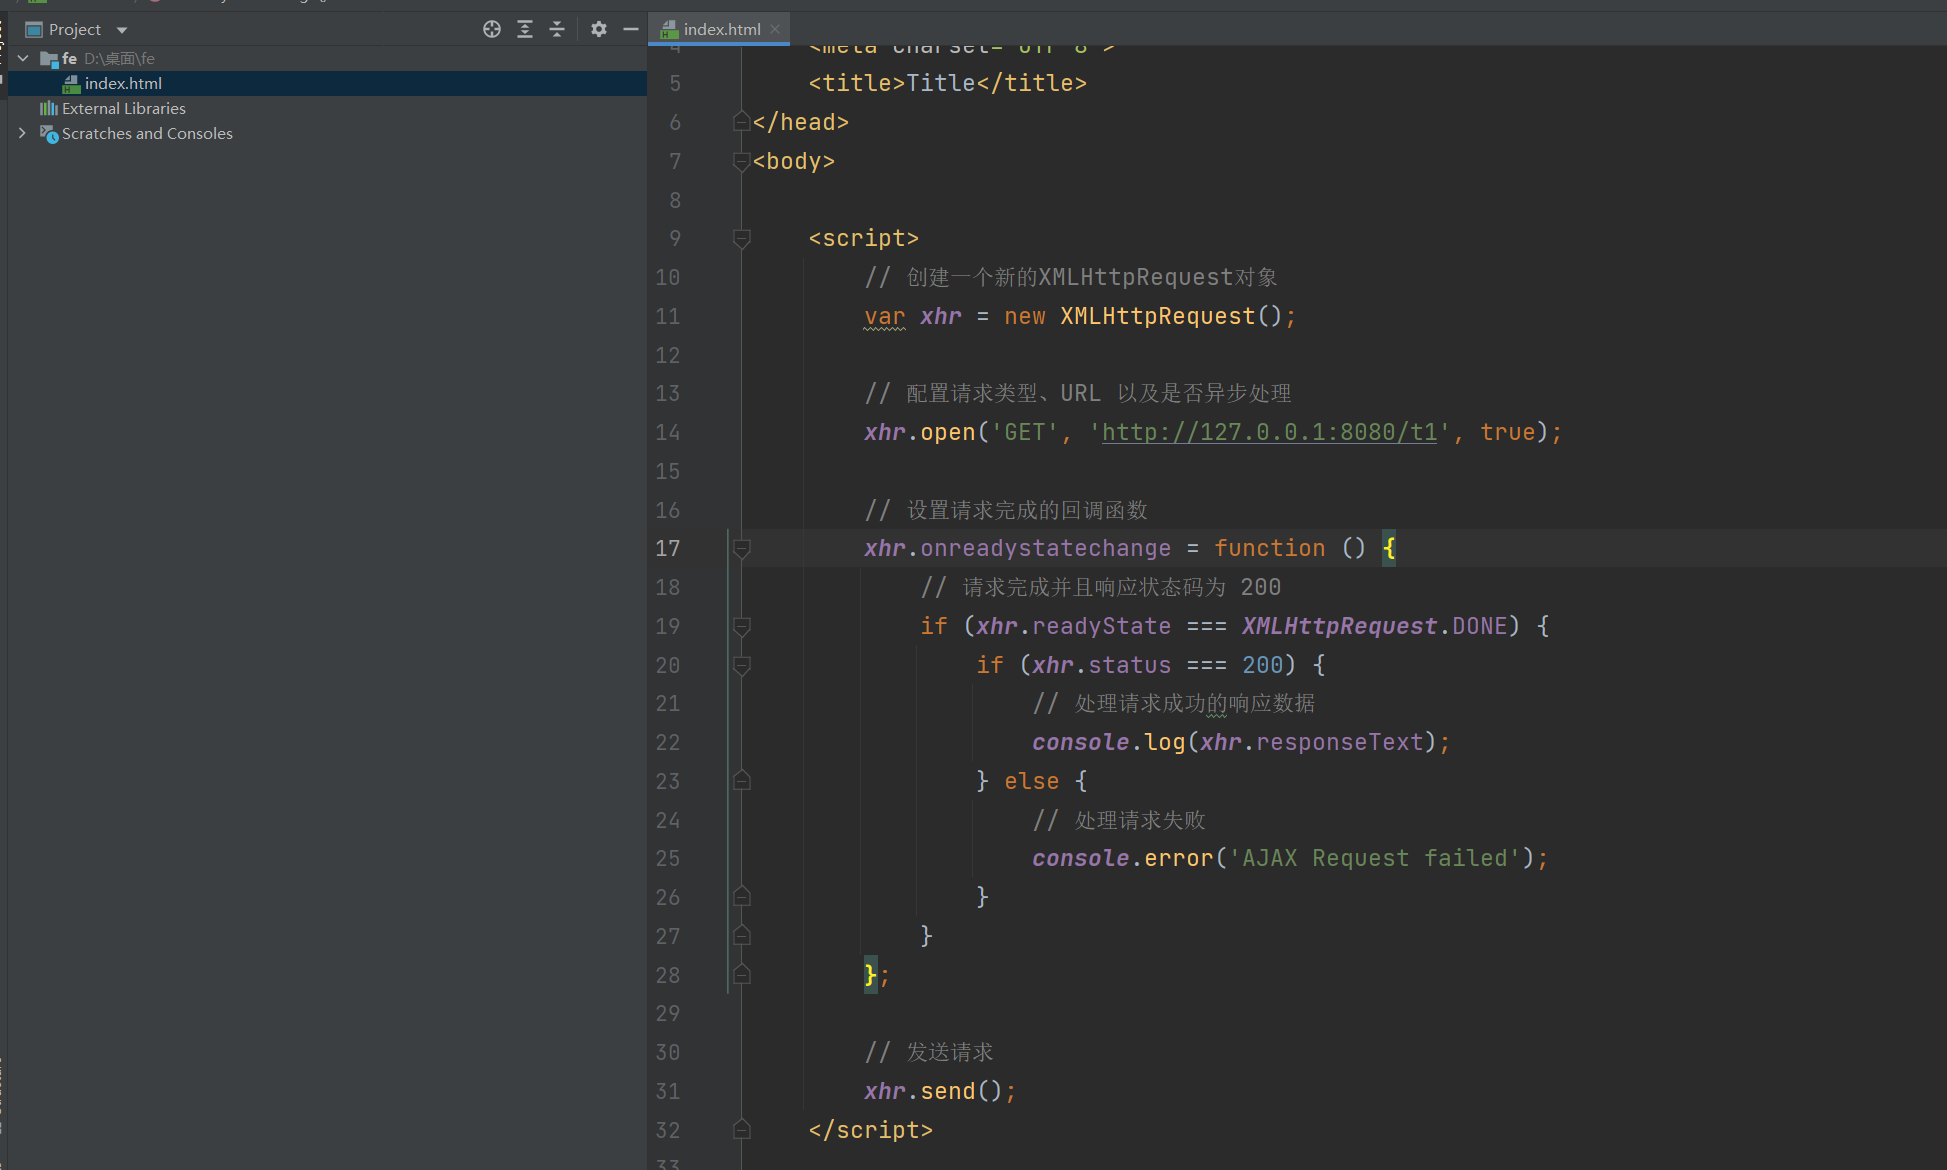 Project
fe D:\桌面\fe
index.html
External Libraries
Scratches and Consoles
index.html
4 <meta charset="UTF-8">
5 <title>Title</title>
6 </head>
7 <body>
8
9 <script>
10 // 创建一个新的XMLHttpRequest对象
11 var xhr = new XMLHttpRequest();
12
13 // 配置请求类型、URL 以及是否异步处理
14 xhr.open('GET', 'http://127.0.0.1:8080/t1', true);
15
16 // 设置请求完成的回调函数
17 xhr.onreadystatechange = function () {
18 // 请求完成并且响应状态码为 200
19 if (xhr.readyState === XMLHttpRequest.DONE) {
20 if (xhr.status === 200) {
21 // 处理请求成功的响应数据
22 console.log(xhr.responseText);
23 } else {
24 // 处理请求失败
25 console.error('AJAX Request failed');
26 }
27 }
28 };
29
30 // 发送请求
31 xhr.send();
32 </script>
33